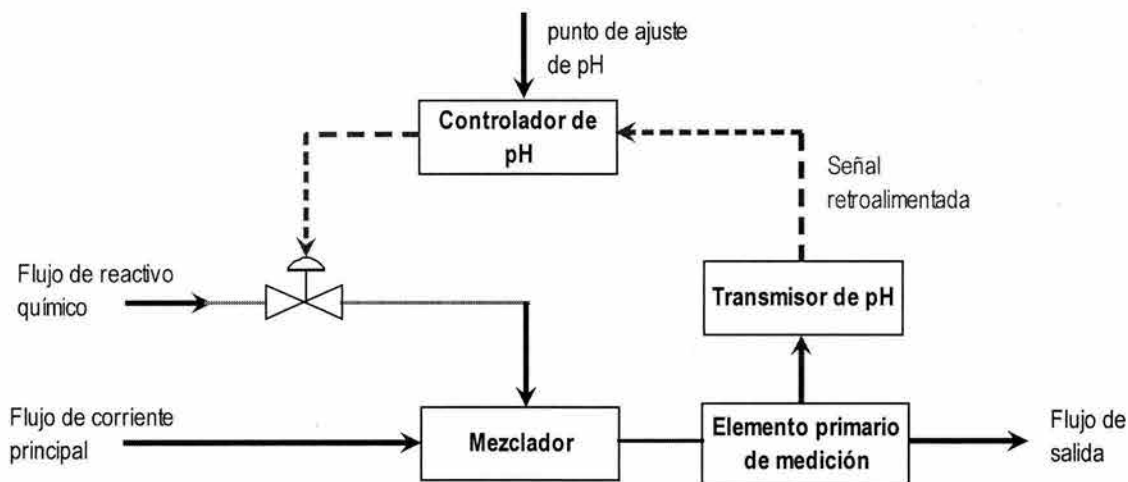 punto de ajuste
de pH
Controlador de
pH
Señal
retroalimentada
Flujo de reactivo
químico
Transmisor de pH
Flujo de corriente
principal
Mezclador
Elemento primario
de medición
Flujo de
salida